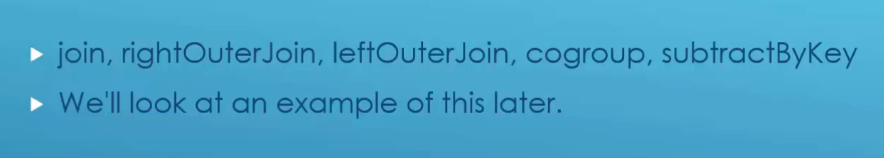 join, rightOuterJoin, leftOuterJoin, cogroup, subtractByKey
We'll look at an example of this later.